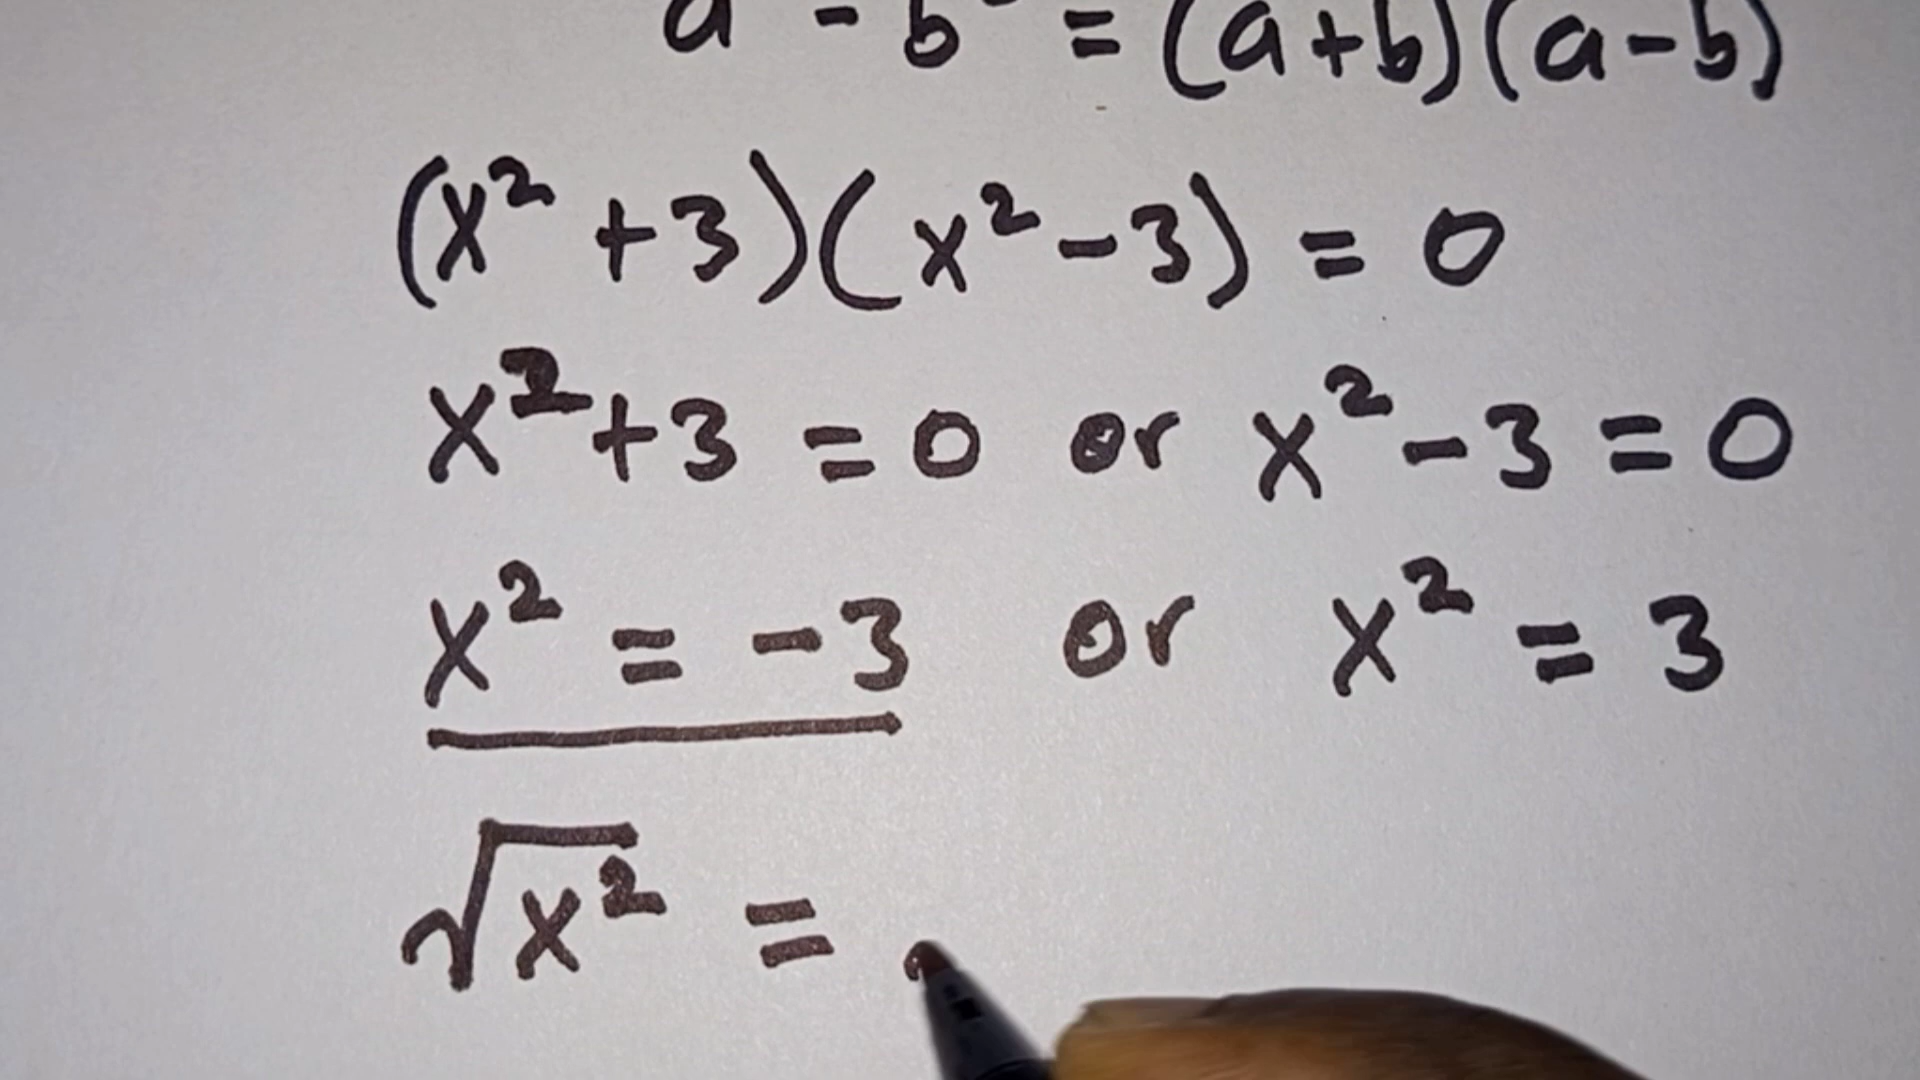 a - b = (a+b)(a-b)
(x² +3)(x² -3) = 0
x²+3 = 0 or x²-3 = 0
x² = -3 or x² = 3
√x² =